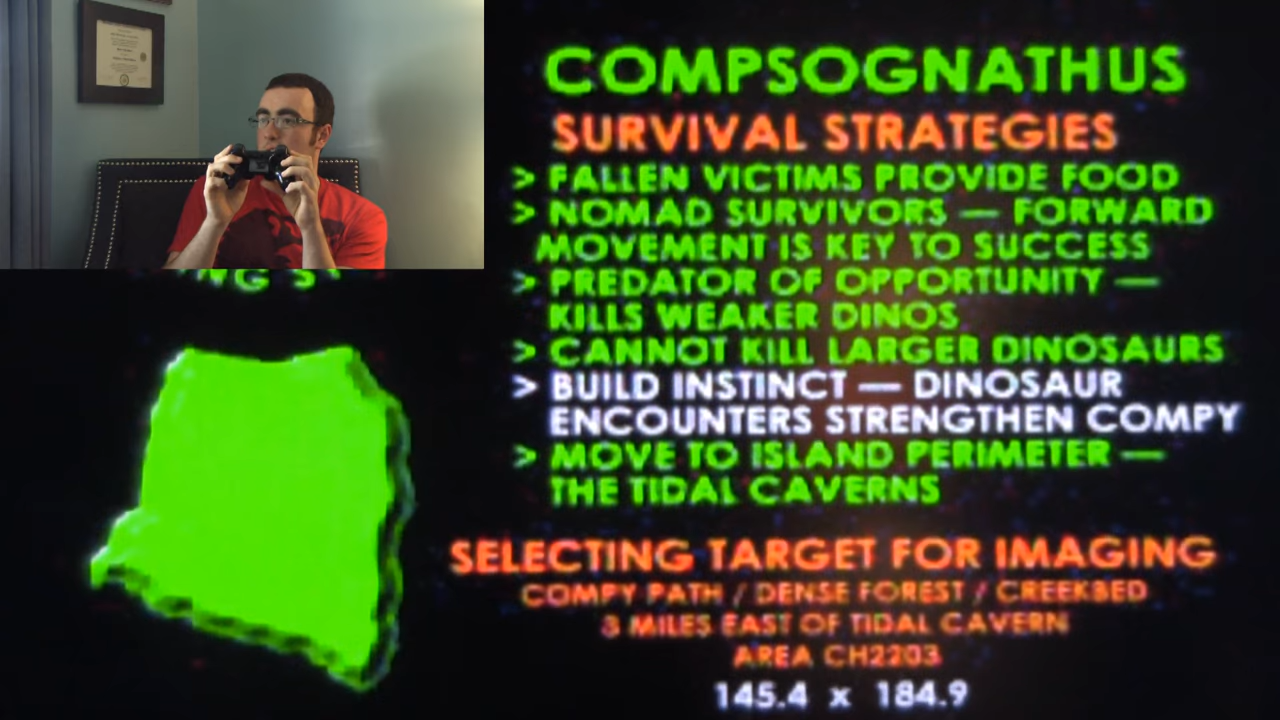 COMPSOGNATHUS
SURVIVAL STRATEGIES
> FALLEN VICTIMS PROVIDE FOOD
> NOMAD SURVIVORS — FORWARD
MOVEMENT IS KEY TO SUCCESS
> PREDATOR OF OPPORTUNITY —
KILLS WEAKER DINOS
> CANNOT KILL LARGER DINOSAURS
> BUILD INSTINCT — DINOSAUR
ENCOUNTERS STRENGTHEN COMPY
> MOVE TO ISLAND PERIMETER —
THE TIDAL CAVERNS
SELECTING TARGET FOR IMAGING
COMPY PATH / DENSE FOREST / CREEKBED
3 MILES EAST OF TIDAL CAVERN
AREA CH2203
145.4 x 184.9